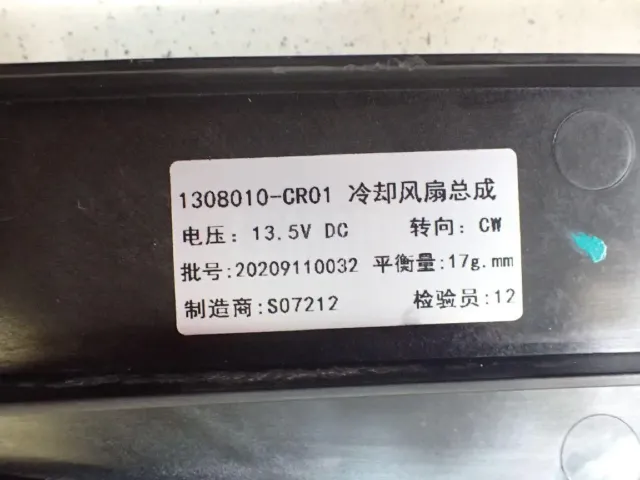 1308010-CR01 冷却风扇总成
电压: 13.5V DC 转向: CW
批号:20209110032 平衡量:17g.mm
制造商:S07212 检验员:12